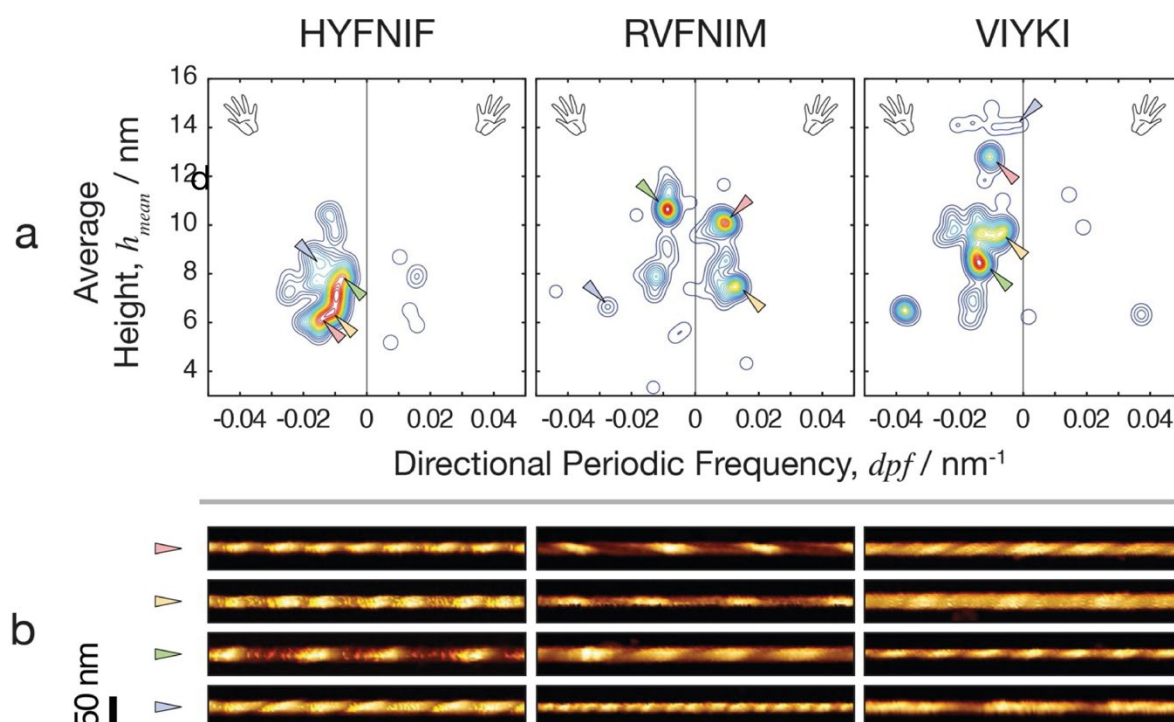 HYFNIF RVFNIM VIYKI
a
Average
Height, h_mean / nm
16
14
12
d
10
8
6
4
-0.04 -0.02 0 0.02 0.04 -0.04 -0.02 0 0.02 0.04 -0.04 -0.02 0 0.02 0.04
Directional Periodic Frequency, dpf / nm⁻¹
b
50 nm